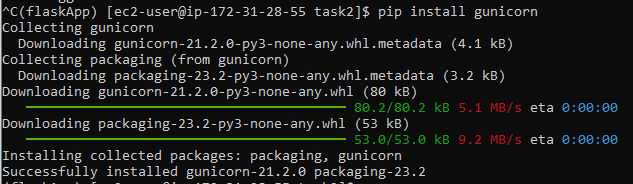 ^C(flaskApp) [ec2-user@ip-172-31-28-55 task2]$ pip install gunicorn
Collecting gunicorn
  Downloading gunicorn-21.2.0-py3-none-any.whl.metadata (4.1 kB)
Collecting packaging (from gunicorn)
  Downloading packaging-23.2-py3-none-any.whl.metadata (3.2 kB)
Downloading gunicorn-21.2.0-py3-none-any.whl (80 kB)
80.2/80.2 kB 5.1 MB/s eta 0:00:00
Downloading packaging-23.2-py3-none-any.whl (53 kB)
53.0/53.0 kB 9.2 MB/s eta 0:00:00
Installing collected packages: packaging, gunicorn
Successfully installed gunicorn-21.2.0 packaging-23.2